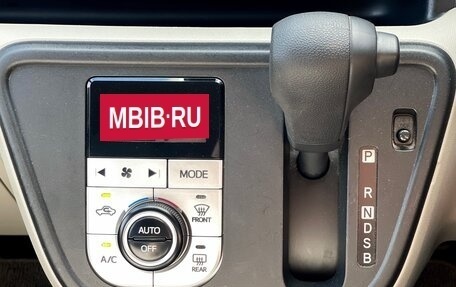 MBIB·RU
MODE
FRONT
AUTO
OFF
A/C
REAR
P
R
N
D
S
B